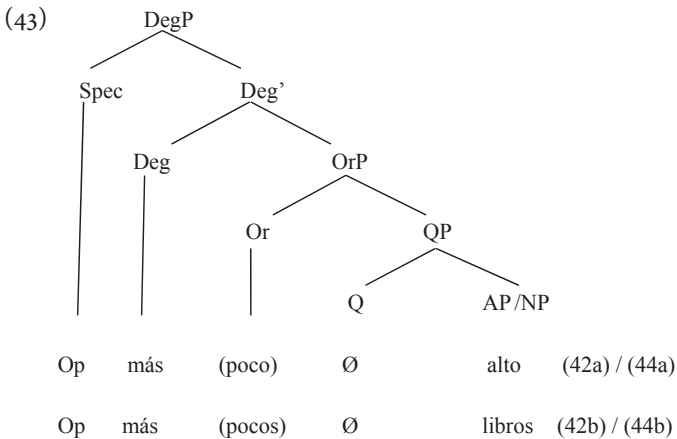 (43) DegP
Spec Deg’
Deg OrP
Or QP
Q AP/NP
Op más (poco) Ø alto (42a) / (44a)
Op más (pocos) Ø libros (42b) / (44b)